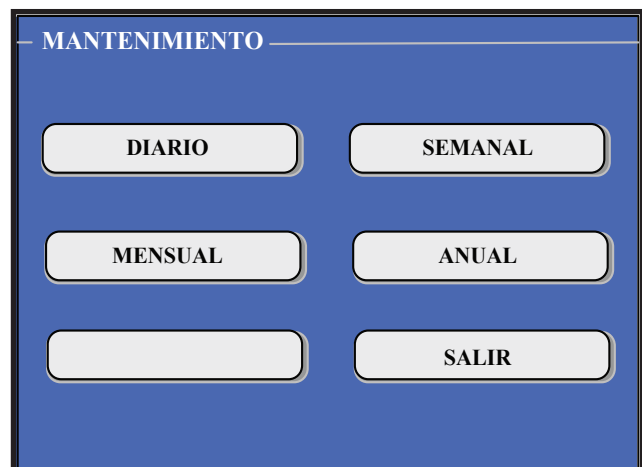 MANTENIMIENTO
DIARIO
SEMANAL
MENSUAL
ANUAL
SALIR